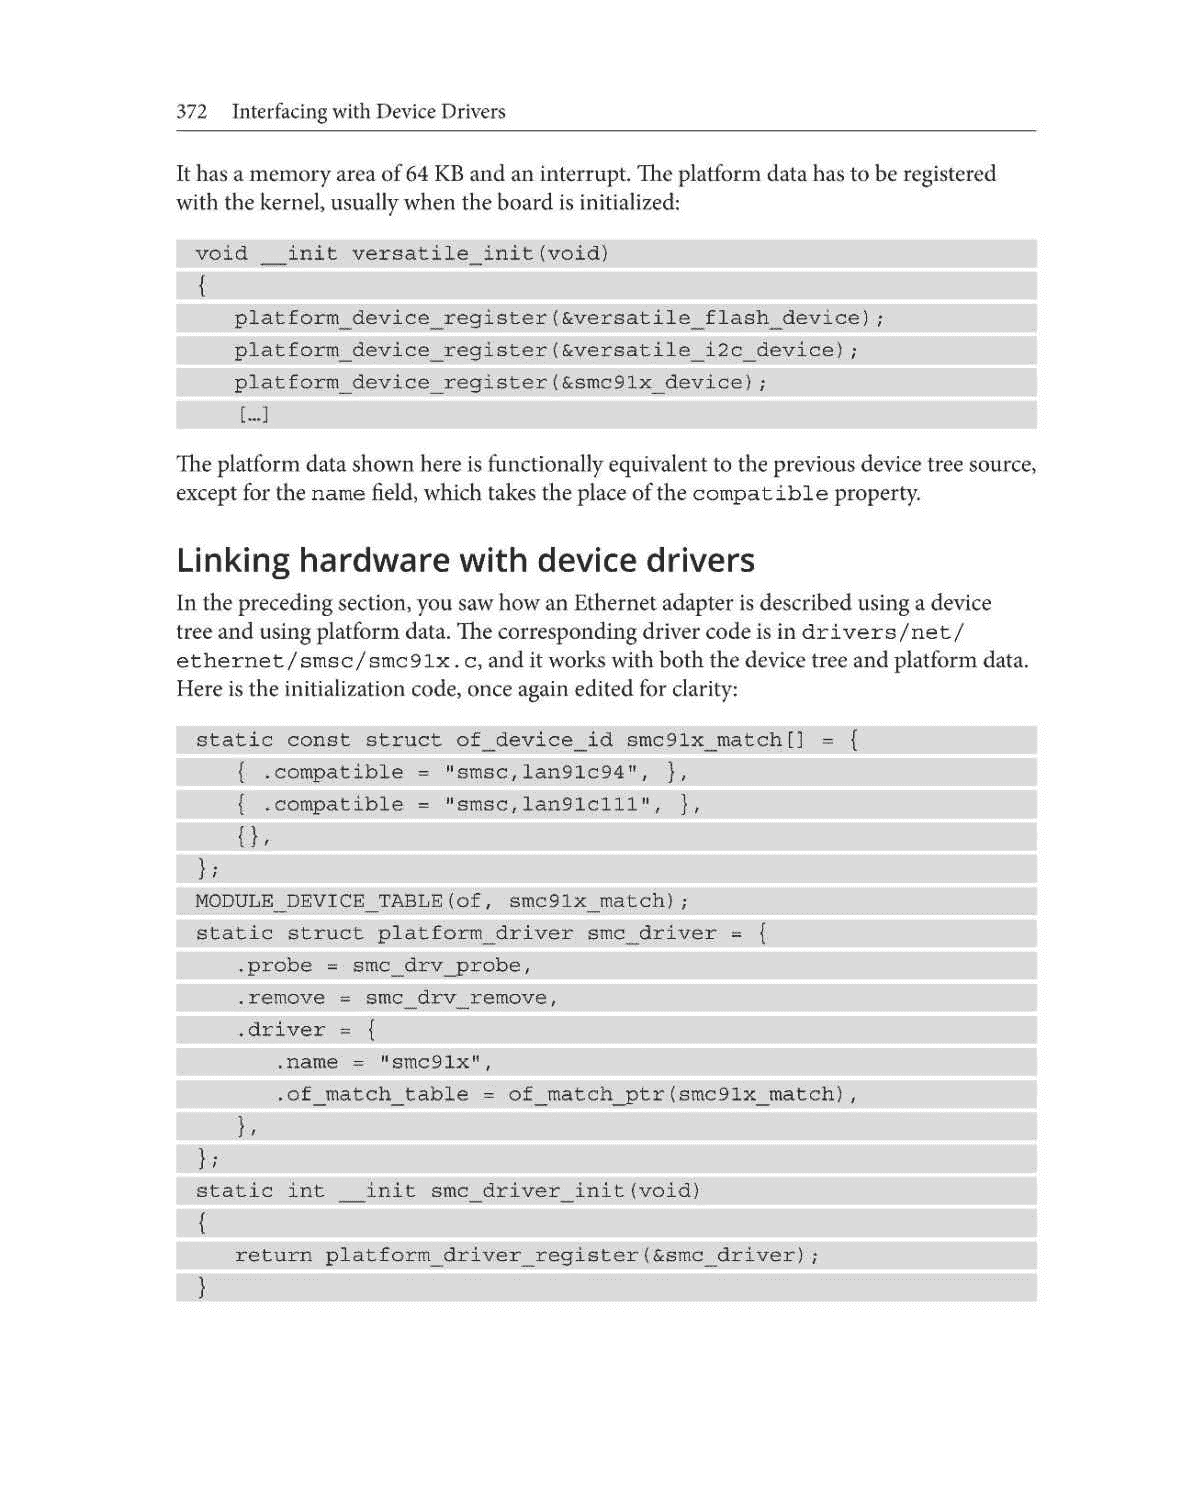 372 Interfacing with Device Drivers
It has a memory area of 64 KB and an interrupt. The platform data has to be registered
with the kernel, usually when the board is initialized:
void __init versatile_init(void)
{
platform_device_register(&versatile_flash_device);
platform_device_register(&versatile_i2c_device);
platform_device_register(&smc91x_device);
[…]
The platform data shown here is functionally equivalent to the previous device tree source,
except for the name field, which takes the place of the compatible property.
Linking hardware with device drivers
In the preceding section, you saw how an Ethernet adapter is described using a device
tree and using platform data. The corresponding driver code is in drivers/net/
ethernet/smsc/smc91x.c, and it works with both the device tree and platform data.
Here is the initialization code, once again edited for clarity:
static const struct of_device_id smc91x_match[] = {
{ .compatible = "smsc,lan91c94", },
{ .compatible = "smsc,lan91c111", },
{},
};
MODULE_DEVICE_TABLE(of, smc91x_match);
static struct platform_driver smc_driver = {
.probe = smc_drv_probe,
.remove = smc_drv_remove,
.driver = {
.name = "smc91x",
.of_match_table = of_match_ptr(smc91x_match),
},
};
static int __init smc_driver_init(void)
{
return platform_driver_register(&smc_driver);
}